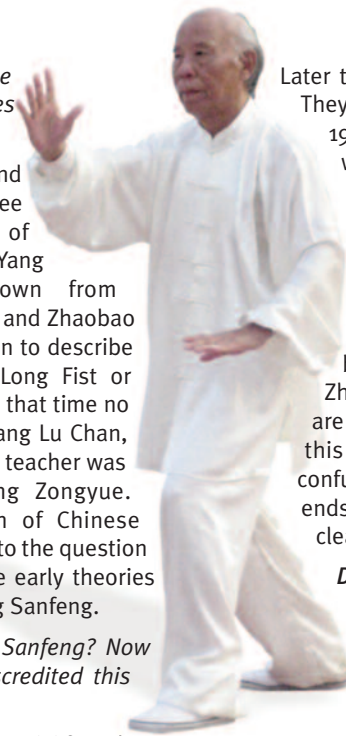 e
es
nd
ee
of
Yang
own from
and Zhaobao
n to describe
Long Fist or
that time no
ang Lu Chan,
teacher was
ng Zongyue.
n of Chinese
to the question
e early theories
g Sanfeng.
Sanfeng? Now
scredited this
Later t
They
19
w
Zh
are
this
confu
ends
clea
D